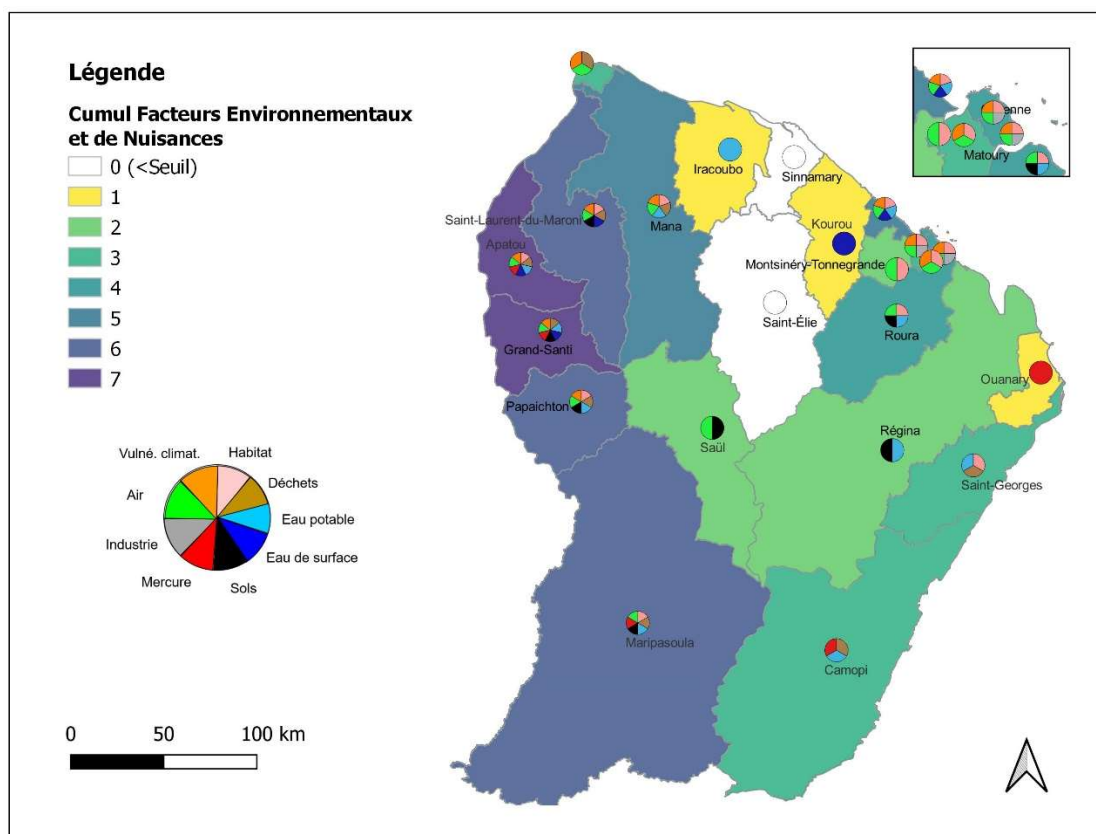 Légende
Cumul Facteurs Environnementaux
et de Nuisances
0 (<Seuil)
1
2
3
4
5
6
7
Vulné. climat.
Habitat
Air
Déchets
Eau potable
Industrie
Eau de surface
Mercure
Sols
0
50
100 km
Iracoubo
Sinnamary
Saint-Laurent-du-Maroni
Mana
Kourou
Apatou
Montsinéry-Tonnegrande
Saint-Élie
Roura
Grand-Santi
Ouanary
Papaichton
Saül
Régina
Saint-Georges
Maripasoula
Camopi
enne
Matoury